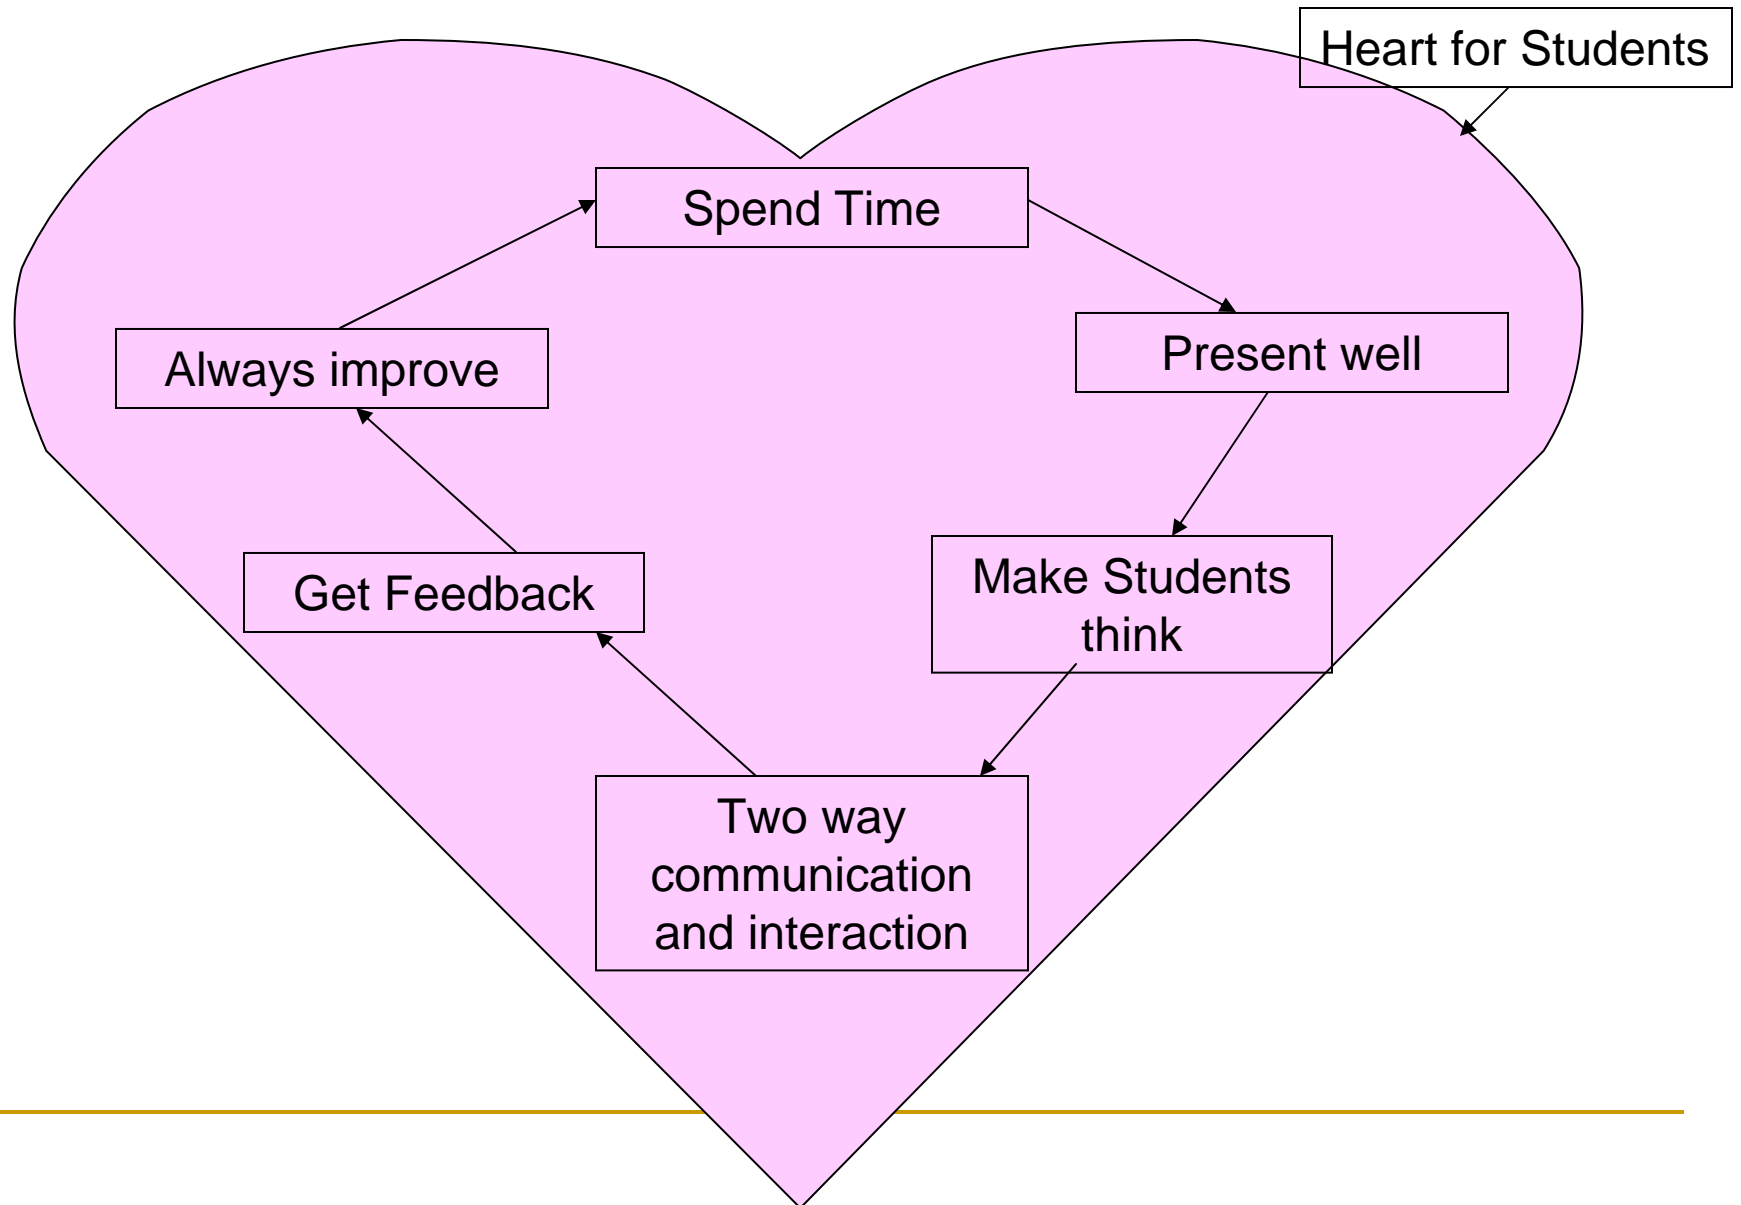 Heart for Students
Spend Time
Present well
Always improve
Make Students
think
Get Feedback
Two way
communication
and interaction